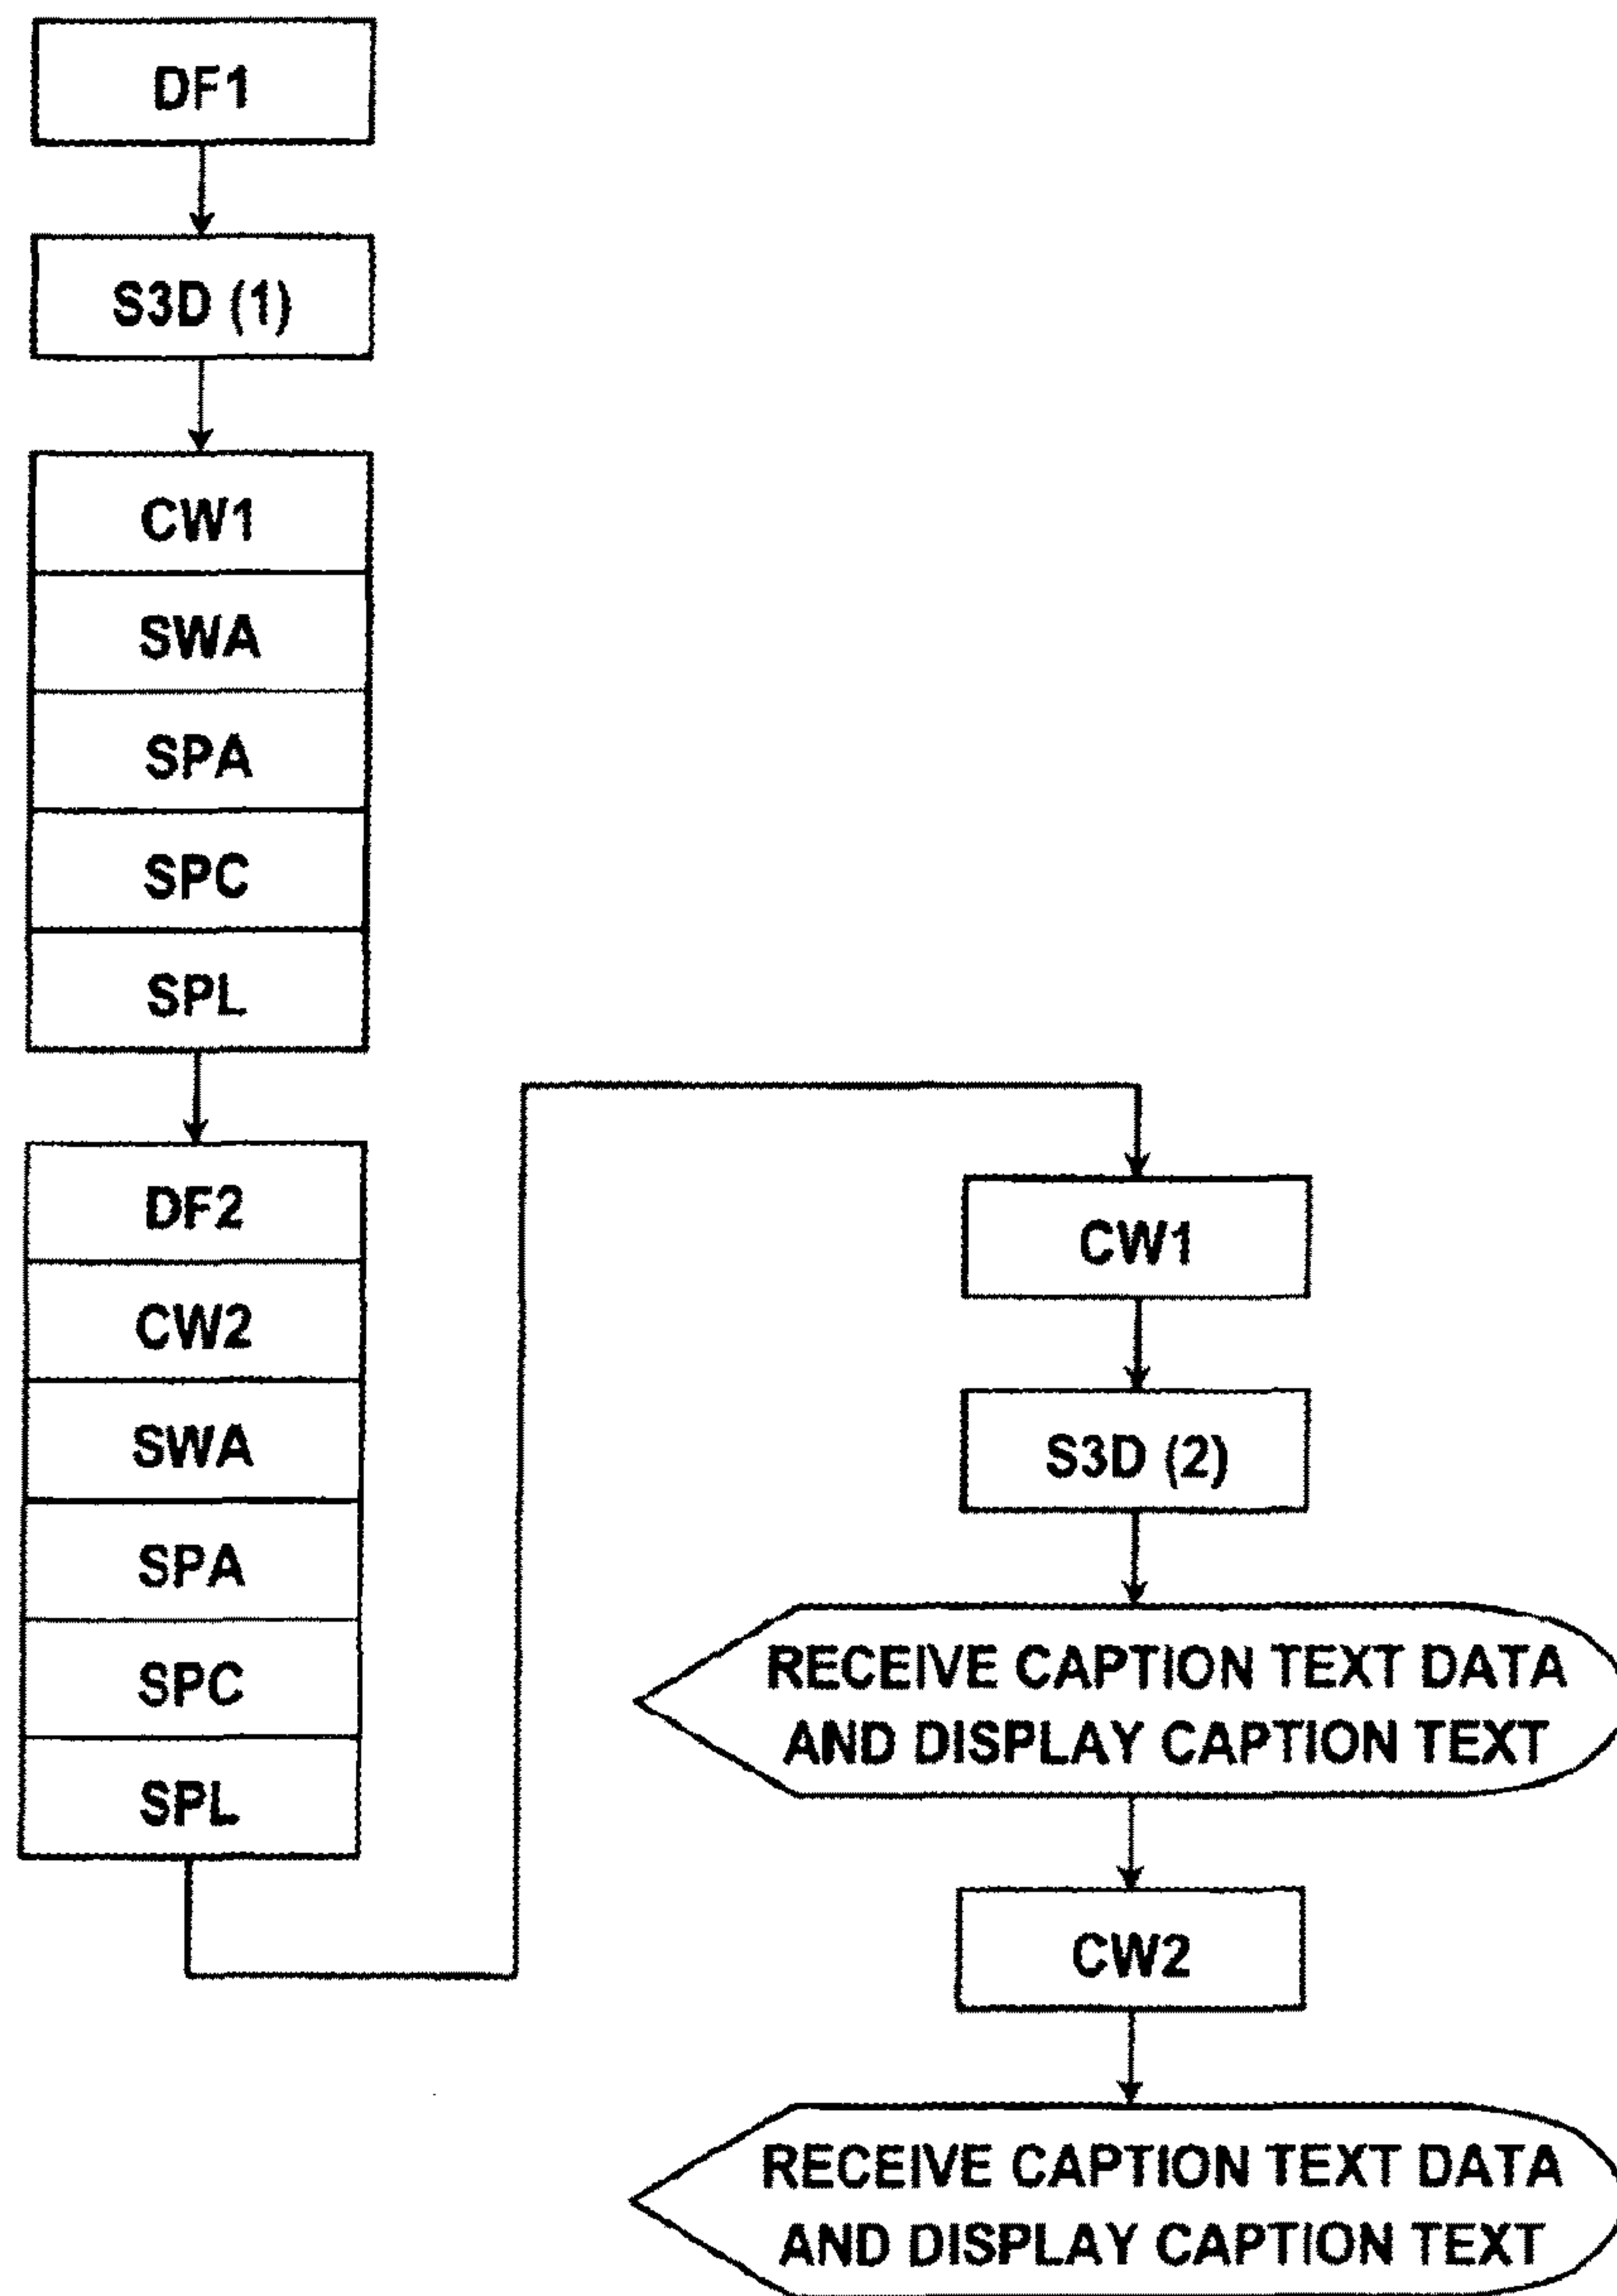 DF1
S3D (1)
CW1
SWA
SPA
SPC
SPL
DF2
CW2
SWA
SPA
SPC
SPL
CW1
S3D (2)
RECEIVE CAPTION TEXT DATA
AND DISPLAY CAPTION TEXT
CW2
RECEIVE CAPTION TEXT DATA
AND DISPLAY CAPTION TEXT